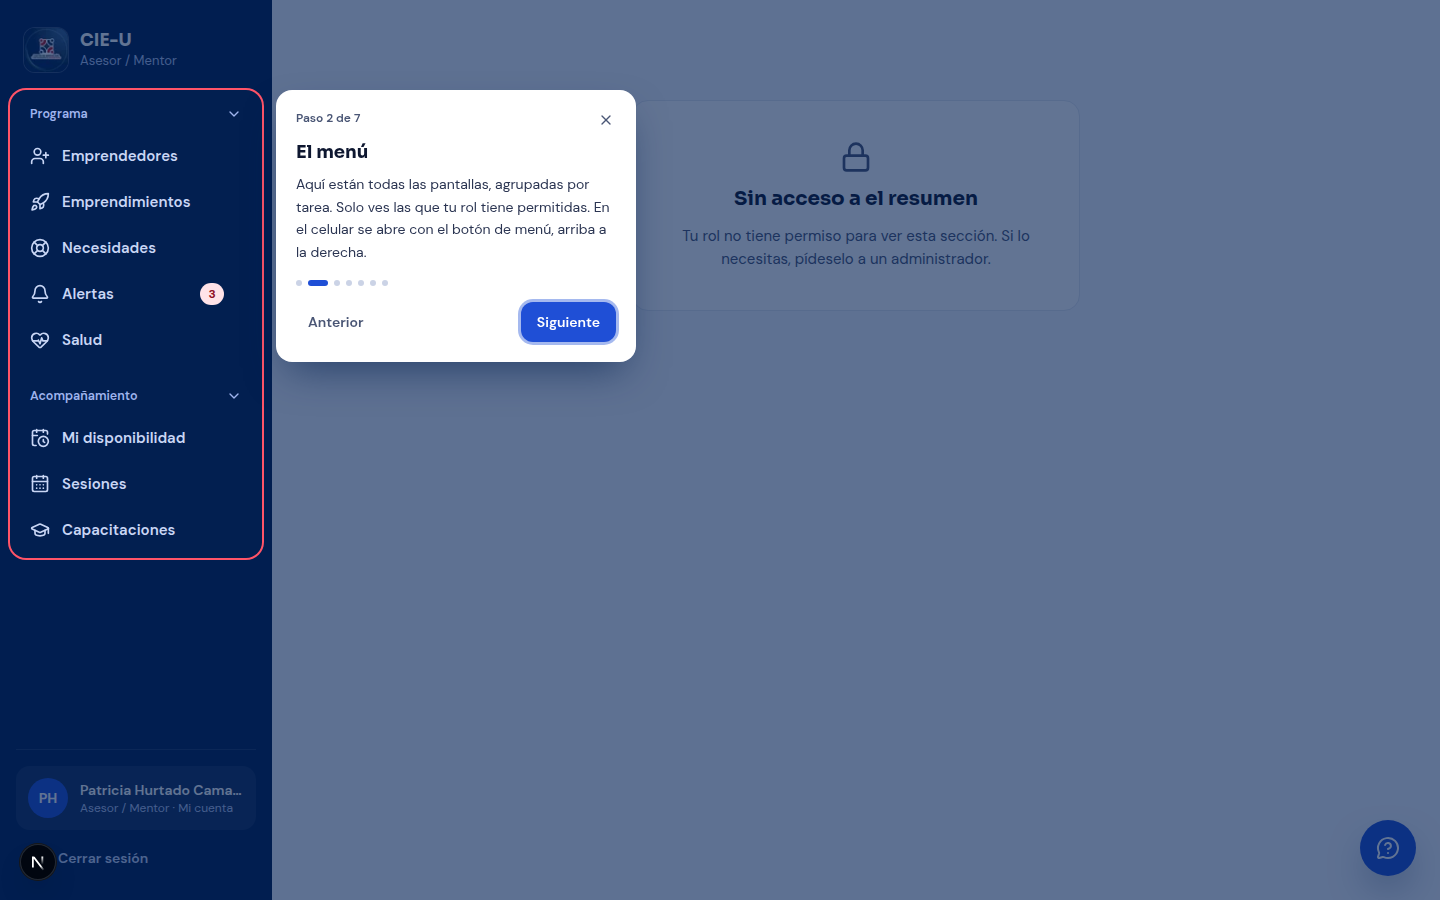 CIE-U
Asesor / Mentor
Programa
Emprendedores
Emprendimientos
Necesidades
Alertas
3
Salud
Acompañamiento
Mi disponibilidad
Sesiones
Capacitaciones
Patricia Hurtado Cama...
PH
Asesor / Mentor · Mi cuenta
N
Cerrar sesión
Paso 2 de 7
El menú
Aquí están todas las pantallas, agrupadas por
tarea. Solo ves las que tu rol tiene permitidas. En
el celular se abre con el botón de menú, arriba a
la derecha.
Anterior
Siguiente
Sin acceso a el resumen
Tu rol no tiene permiso para ver esta sección. Si lo
necesitas, pídeselo a un administrador.